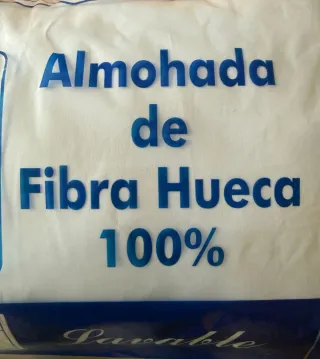 Almohada
de
Fibra Hueca
100%
Lavable